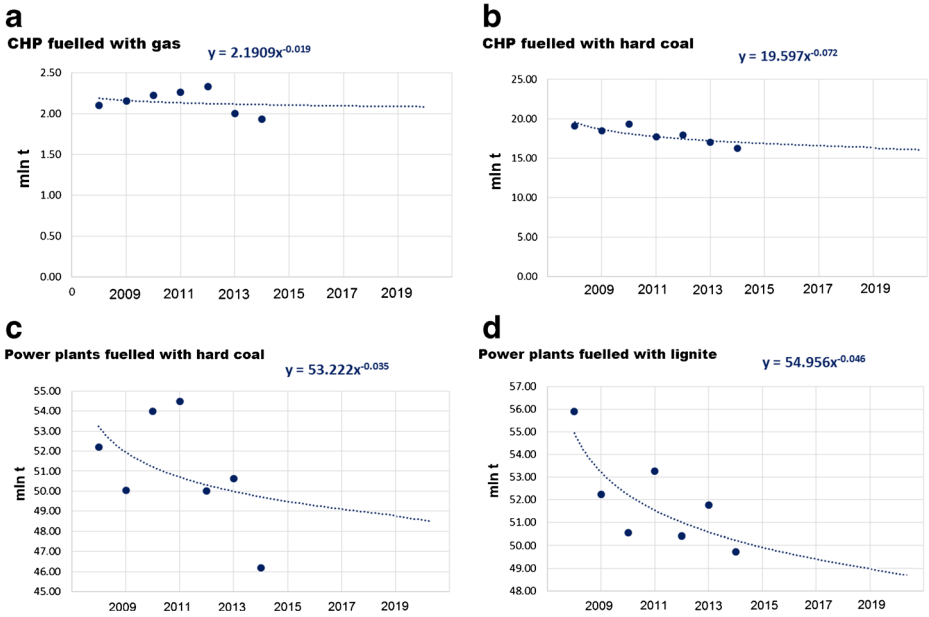 a
CHP fuelled with gas
y = 2.1909x-0.019
2.50
2.00
1.50
1.00
0.50
0.00
mln t
0 2009 2011 2013 2015 2017 2019
b
CHP fuelled with hard coal
y = 19.597x-0.072
25.00
20.00
15.00
10.00
5.00
0.00
mln t
2009 2011 2013 2015 2017 2019
c
Power plants fuelled with hard coal
y = 53.222x-0.035
55.00
54.00
53.00
52.00
51.00
50.00
49.00
48.00
47.00
46.00
45.00
mln t
2009 2011 2013 2015 2017 2019
d
Power plants fuelled with lignite
y = 54.956x-0.046
57.00
56.00
55.00
54.00
53.00
52.00
51.00
50.00
49.00
48.00
mln t
2009 2011 2013 2015 2017 2019